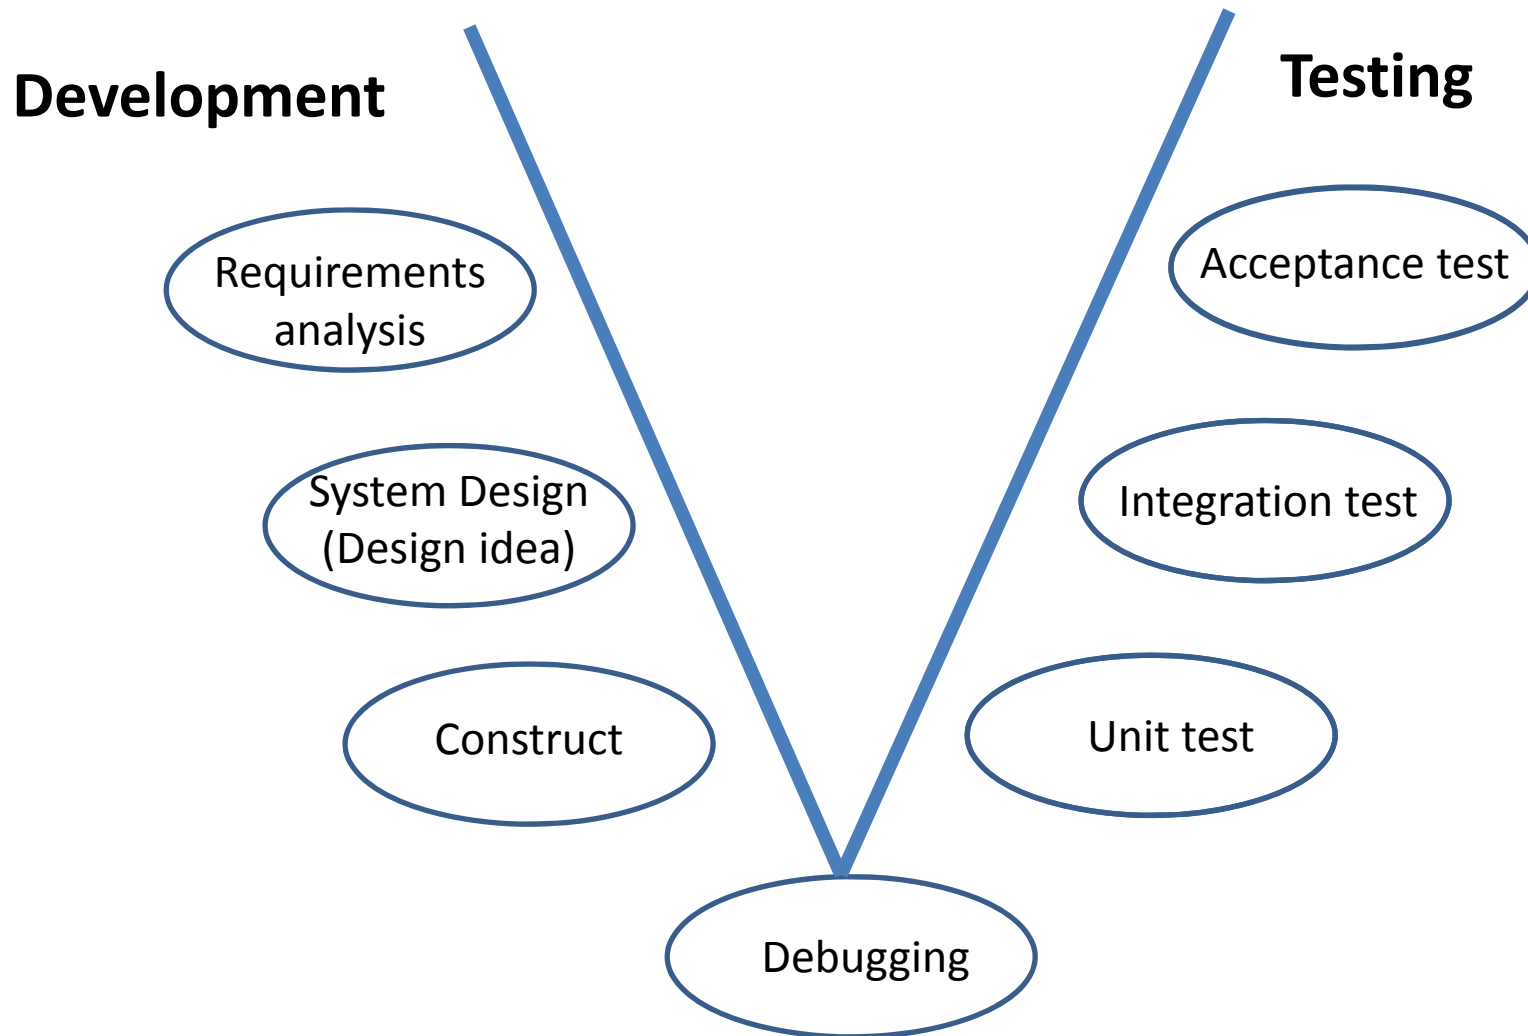 Development
Testing
Requirements
analysis
Acceptance test
System Design
(Design idea)
Integration test
Construct
Unit test
Debugging